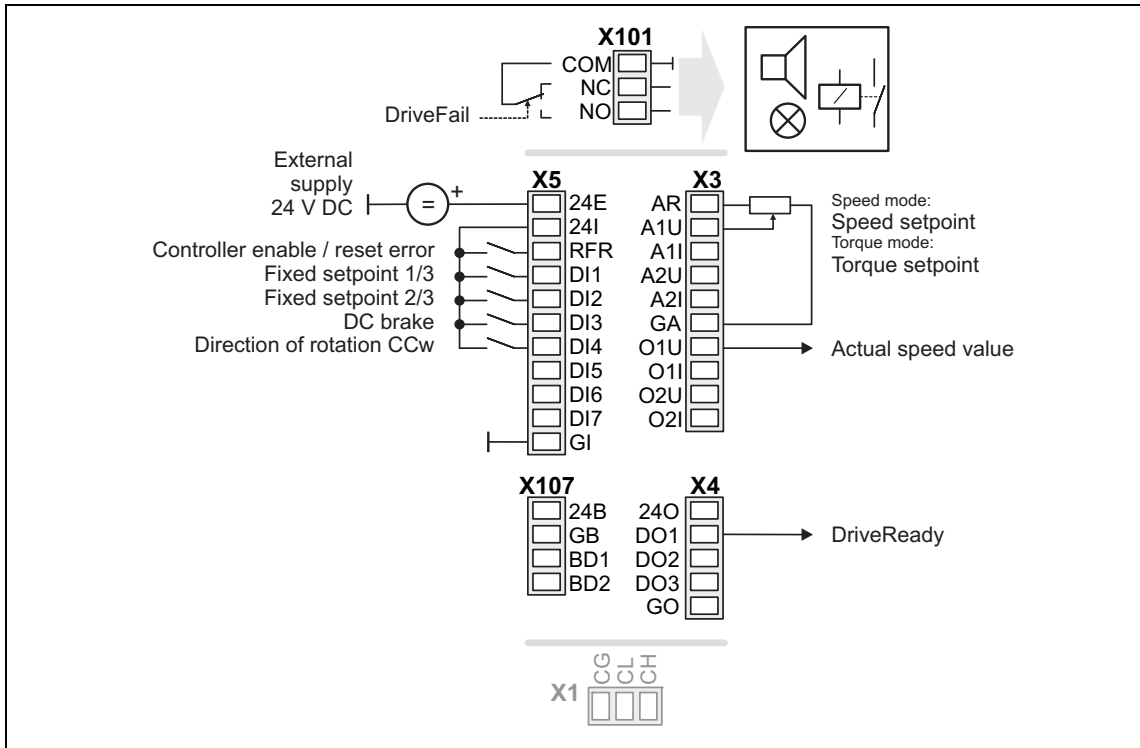 X101
COM
NC
NO
DriveFail
External
supply
24 V DC
=
+
X5
24E
24I
RFR
DI1
DI2
DI3
DI4
DI5
DI6
DI7
GI
Controller enable / reset error
Fixed setpoint 1/3
Fixed setpoint 2/3
DC brake
Direction of rotation CCw
X3
AR
A1U
A1I
A2U
A2I
GA
O1U
O1I
O2U
O2I
Speed mode:
Speed setpoint
Torque mode:
Torque setpoint
Actual speed value
X107
24B
GB
BD1
BD2
X4
24O
DO1
DO2
DO3
GO
DriveReady
X1
CG
CL
CH